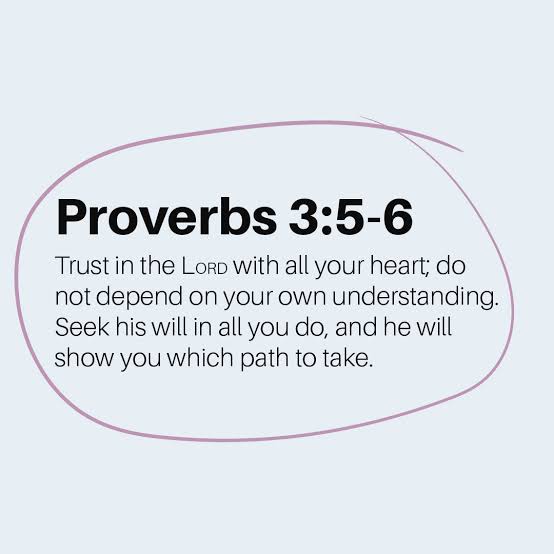 Proverbs 3:5-6
Trust in the LORD with all your heart; do
not depend on your own understanding.
Seek his will in all you do, and he will
show you which path to take.